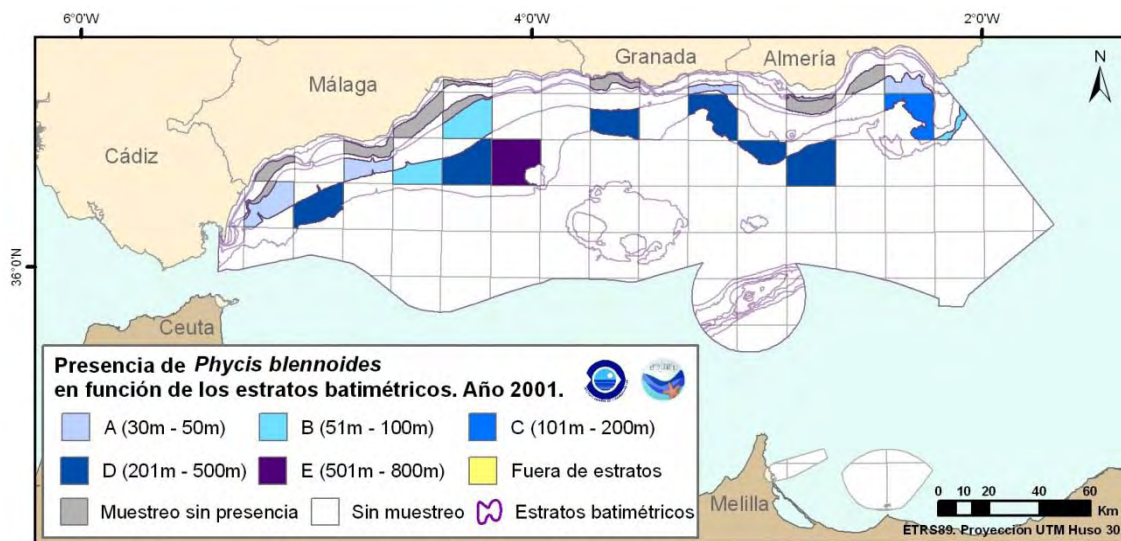 6°0'W 4°0'W 2°0'W
N
Granada Almería
Málaga
Cádiz
36°0'N
Ceuta
Presencia de Phycis blennoides
en función de los estratos batimétricos. Año 2001.
A (30m - 50m) B (51m - 100m) C (101m - 200m)
D (201m - 500m) E (501m - 800m) Fuera de estratos
Muestreo sin presencia Sin muestreo Estratos batimétricos
Melilla
0 10 20 40 60
Km
ETRS89. Proyección UTM Huso 30